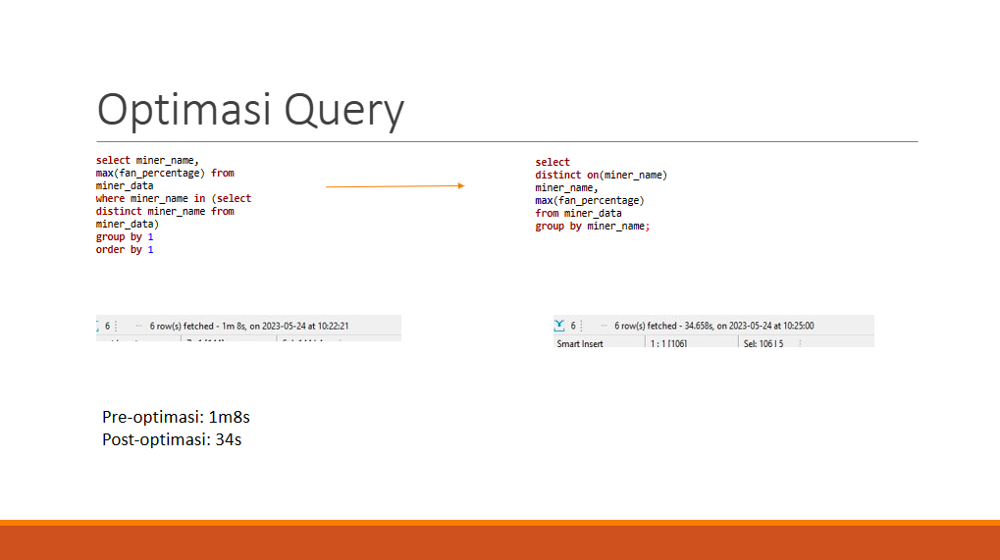 Optimasi Query
select miner_name,
max(fan_percentage) from
miner_data
where miner_name in (select
distinct miner_name from
miner_data)
group by 1
order by 1
select
distinct on(miner_name)
miner_name,
max(fan_percentage)
from miner_data
group by miner_name;
6 ⋮ ··· 6 row(s) fetched - 1m 8s, on 2023-05-24 at 10:22:21
6 ⋮ ··· 6 row(s) fetched - 34.658s, on 2023-05-24 at 10:25:00
Smart Insert 1 : 1 [106] Sel: 106 | 5 ⋮
Pre-optimasi: 1m8s
Post-optimasi: 34s